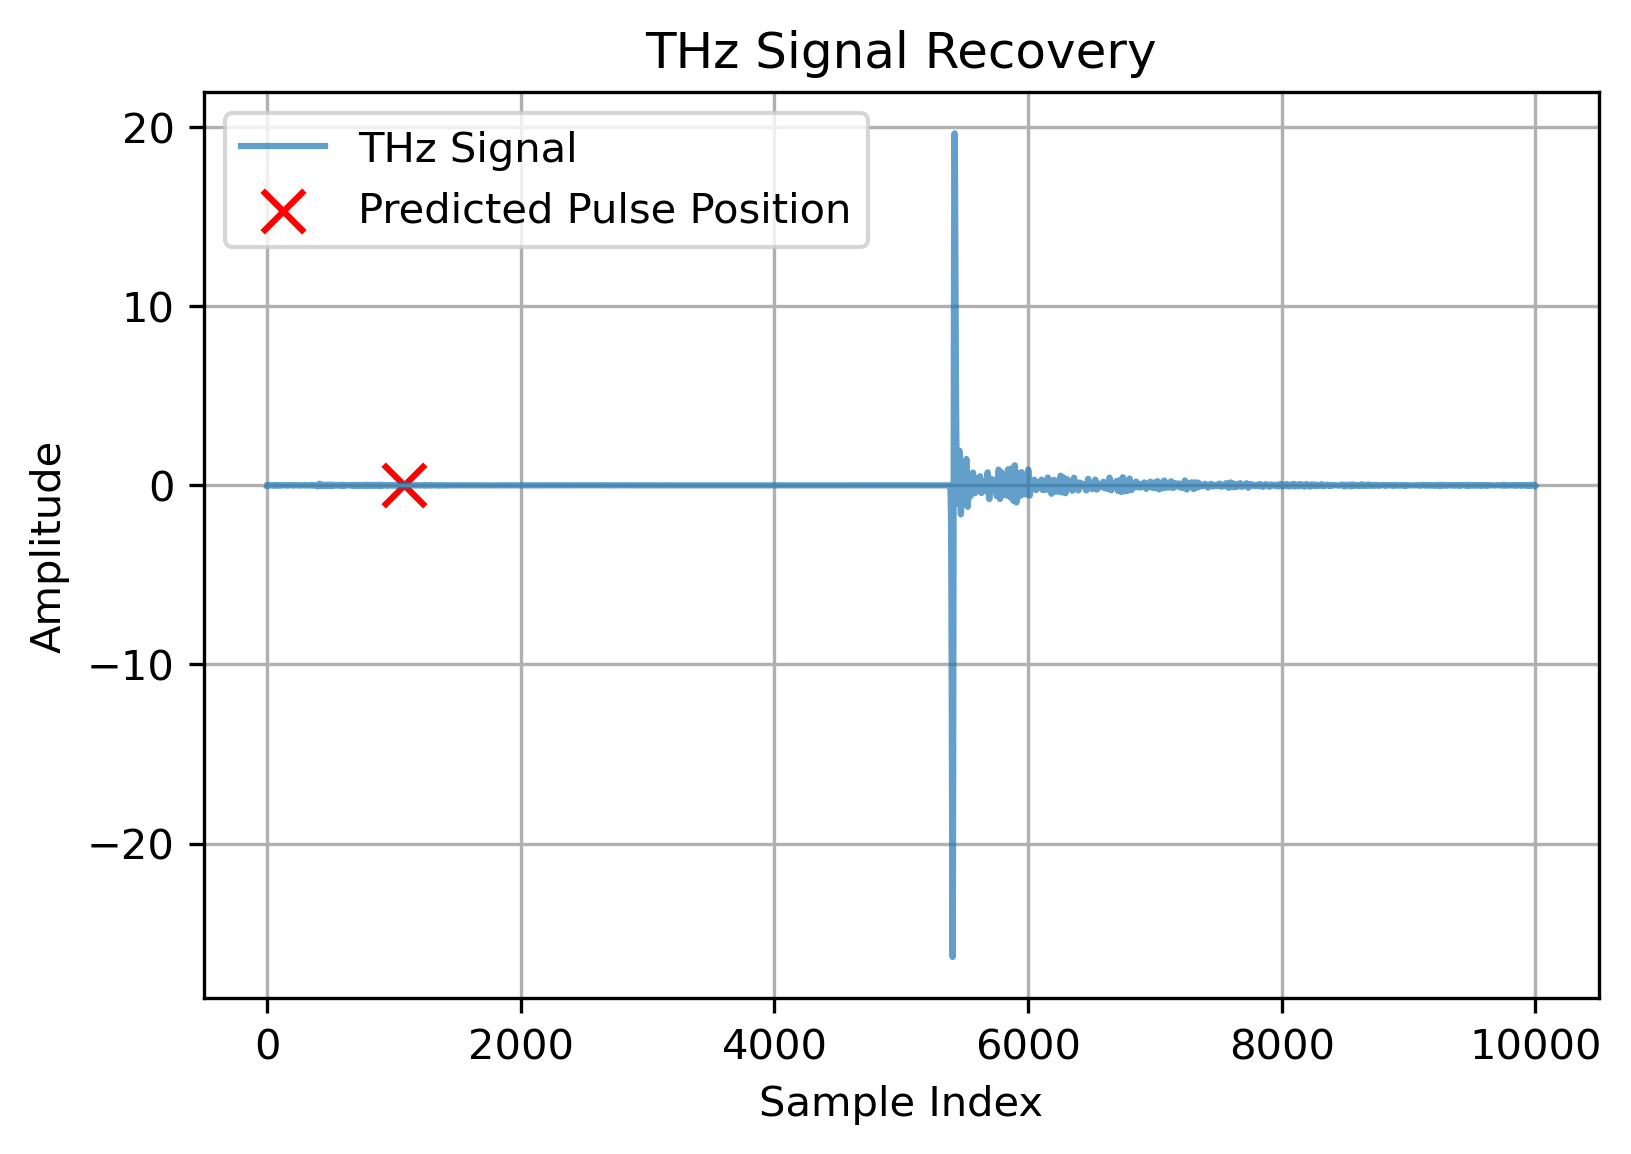 THz Signal Recovery
THz Signal
Predicted Pulse Position
20
10
0
−10
−20
Amplitude
0 2000 4000 6000 8000 10000
Sample Index